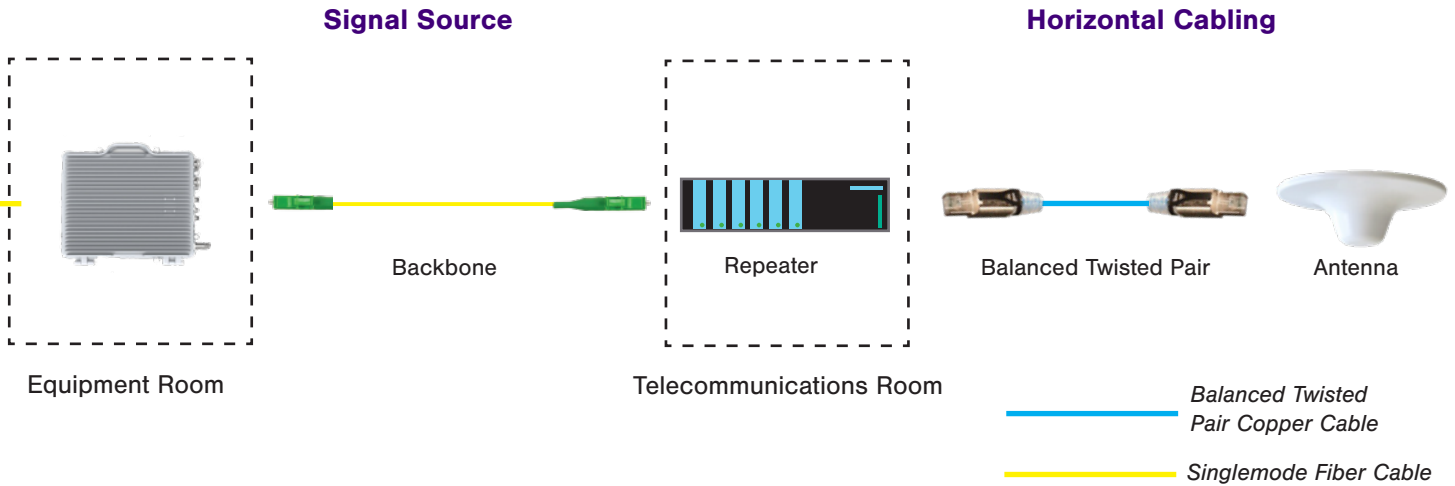 Signal Source
Horizontal Cabling
Backbone
Repeater
Balanced Twisted Pair
Antenna
Equipment Room
Telecommunications Room
Balanced Twisted
Pair Copper Cable
Singlemode Fiber Cable